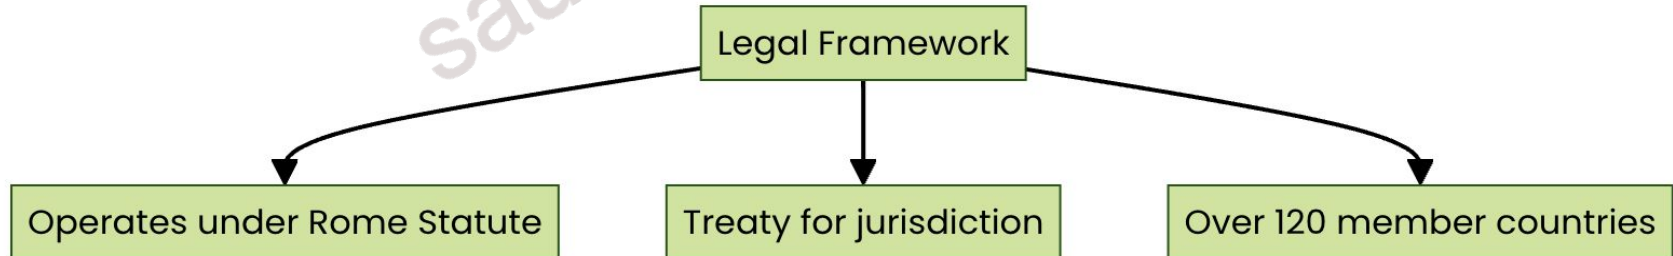 Legal Framework
Operates under Rome Statute
Treaty for jurisdiction
Over 120 member countries